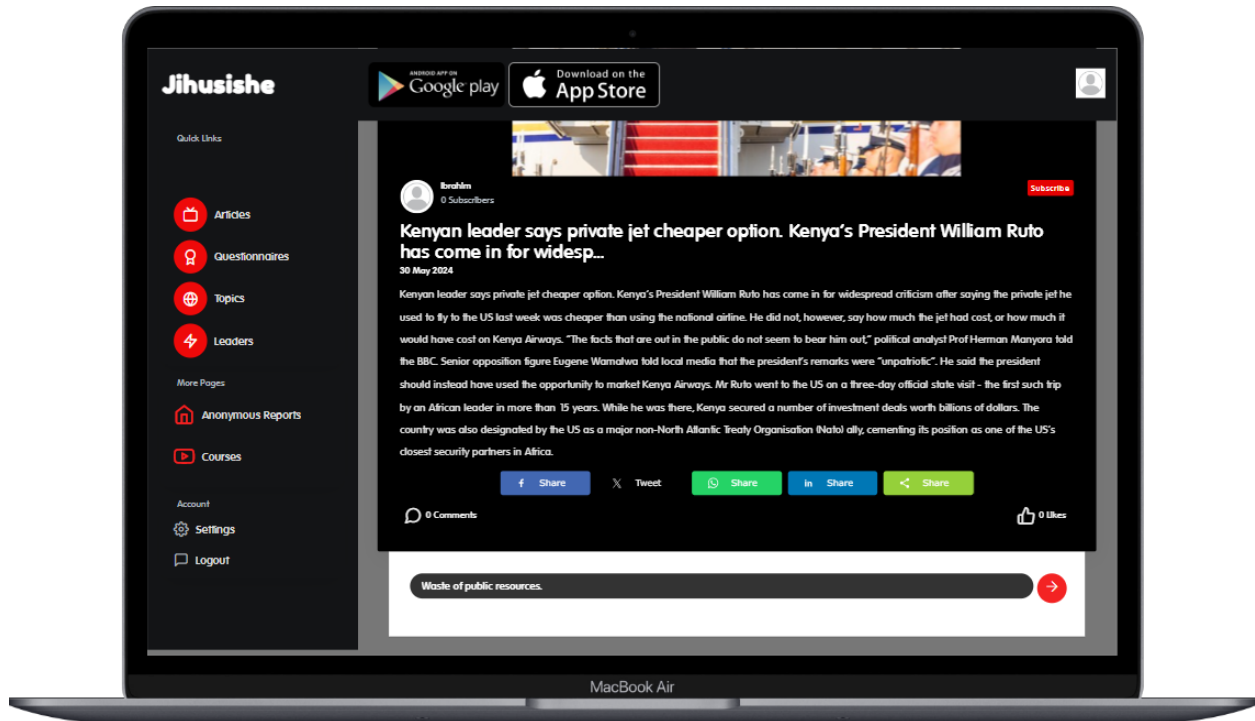 Jihusishe
ANDROID APP ON
Google play
Download on the
App Store
Quick Links
Articles
Questionnaires
Topics
Leaders
More Pages
Anonymous Reports
Courses
Account
Settings
Logout
Ibrahim
0 Subscribers
Subscribe
Kenyan leader says private jet cheaper option. Kenya's President William Ruto
has come in for widesp...
30 May 2024
Kenyan leader says private jet cheaper option. Kenya's President William Ruto has come in for widespread criticism after saying the private jet he
used to fly to the US last week was cheaper than using the national airline. He did not, however, say how much the jet had cost, or how much it
would have cost on Kenya Airways. "The facts that are out in the public do not seem to bear him out," political analyst Prof Herman Manyora told
the BBC. Senior opposition figure Eugene Wamalwa told local media that the president's remarks were "unpatriotic". He said the president
should instead have used the opportunity to market Kenya Airways. Mr Ruto went to the US on a three-day official state visit - the first such trip
by an African leader in more than 15 years. While he was there, Kenya secured a number of investment deals worth billions of dollars. The
country was also designated by the US as a major non-North Atlantic Treaty Organisation (Nato) ally, cementing its position as one of the US's
closest security partners in Africa.
f Share
X Tweet
Share
in Share
Share
0 Comments
0 Likes
Waste of public resources.
MacBook Air